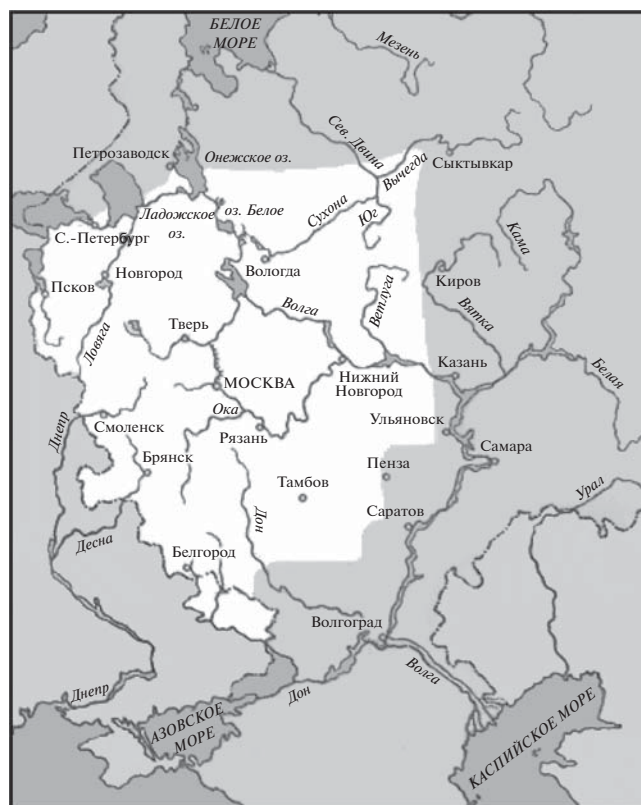 БЕЛОЕ
МОРЕ
Мезень
Сев. Двина
Петрозаводск
Онежское оз.
Вычегда
Сыктывкар
Ладожское
оз.
оз. Белое
Сухона
Юг
Кама
С.-Петербург
Новгород
Вологда
Киров
Псков
Ловяга
Волга
Ветлуга
Вятка
Тверь
Казань
Белая
МОСКВА
Нижний
Новгород
Днепр
Смоленск
Ока
Рязань
Ульяновск
Самара
Брянск
Пенза
Урал
Тамбов
Дон
Саратов
Десна
Белгород
Волгоград
Днепр
Дон
Волга
АЗОВСКОЕ
МОРЕ
КАСПИЙСКОЕ МОРЕ